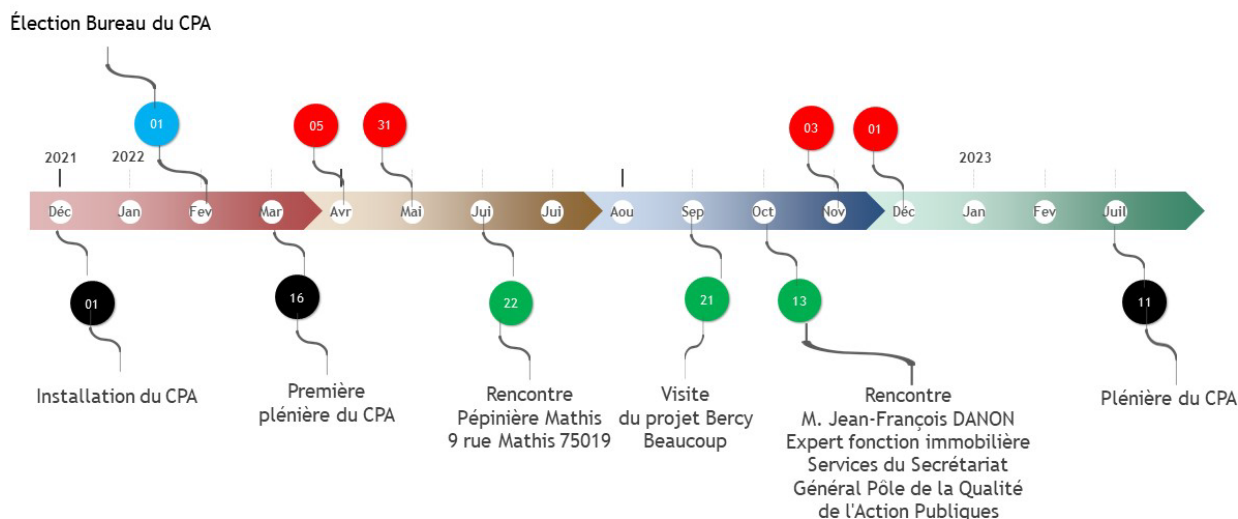 Élection Bureau du CPA
01
05
31
03
01
2021
2022
2023
Déc
Jan
Fev
Mar
Avr
Mai
Jui
Jui
Aou
Sep
Oct
Nov
Déc
Jan
Fev
Juil
01
16
22
21
13
11
Installation du CPA
Première
plénière du CPA
Rencontre
Pépinière Mathis
9 rue Mathis 75019
Visite
du projet Bercy
Beaucoup
Rencontre
M. Jean-François DANON
Expert fonction immobilière
Services du Secrétariat
Général Pôle de la Qualité
de l'Action Publiques
Plénière du CPA